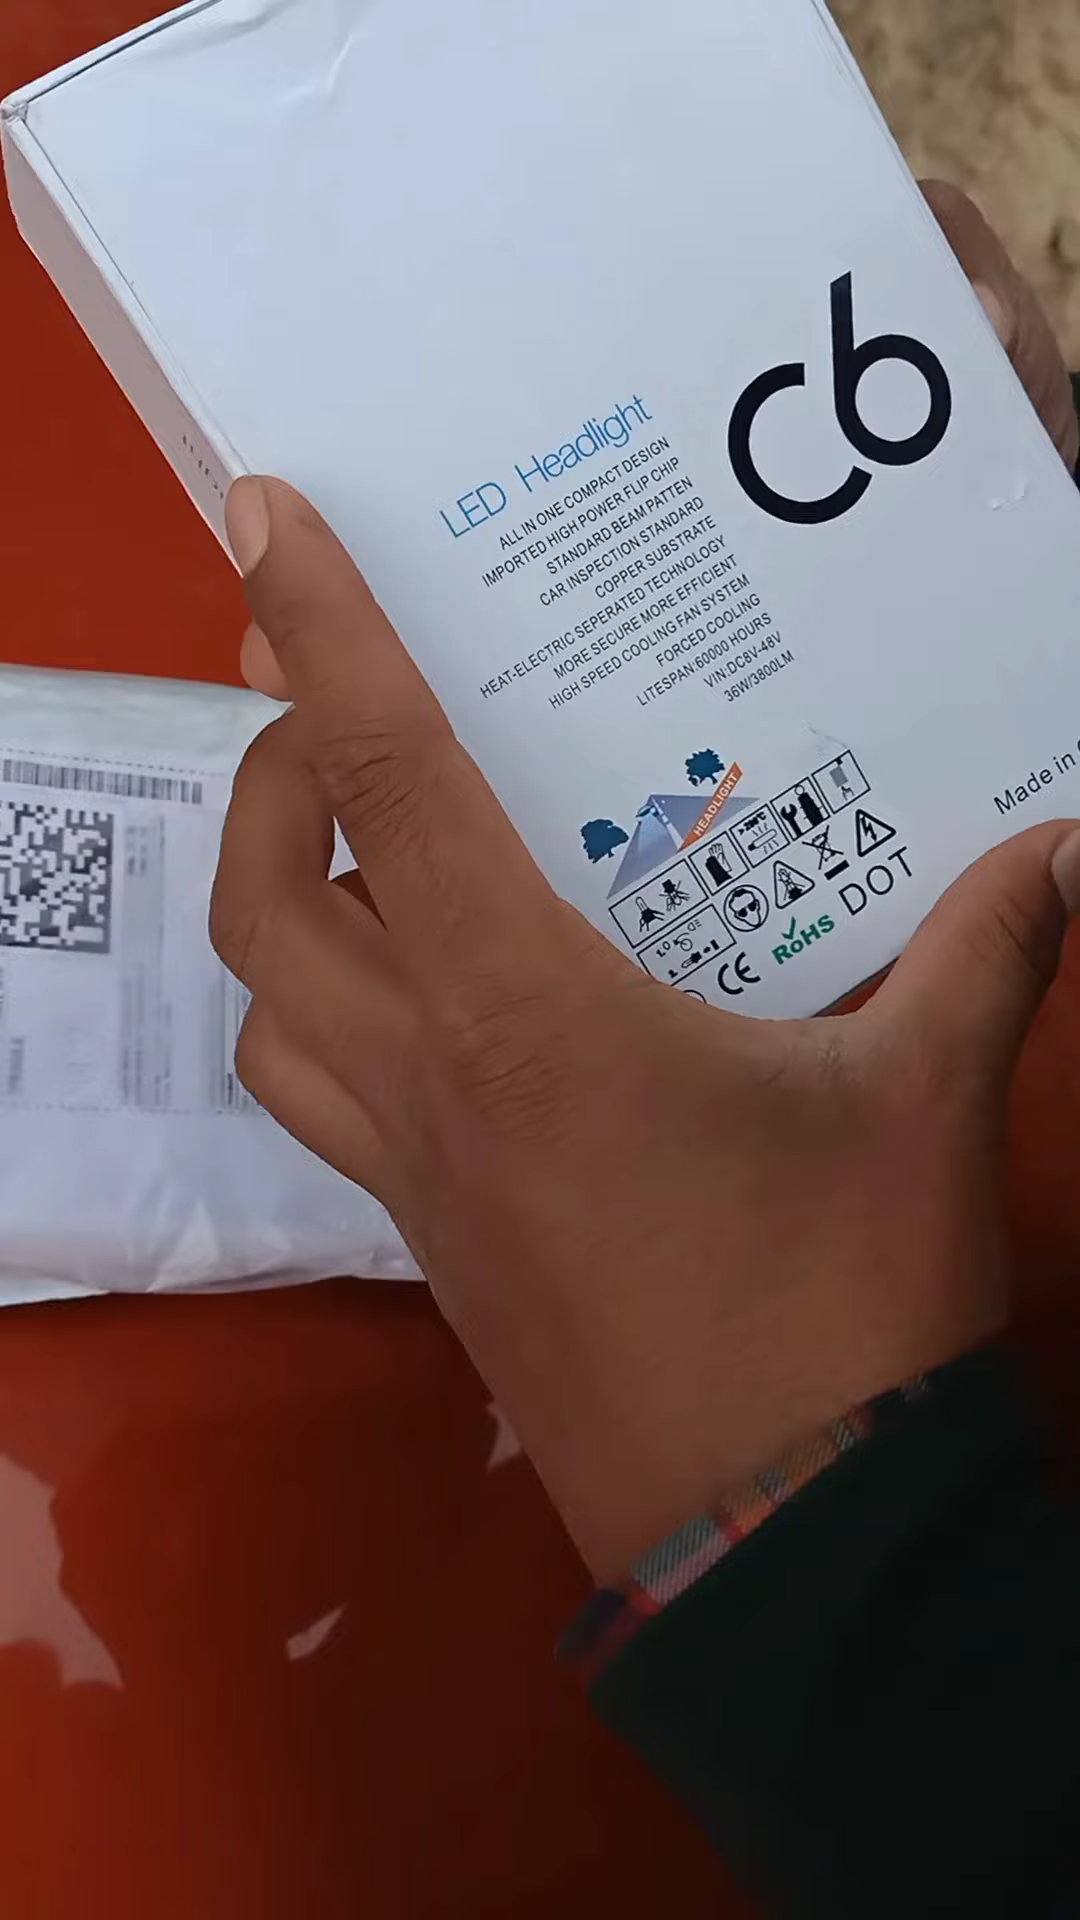 C6
LED Headlight
ALL IN ONE COMPACT DESIGN
IMPORTED HIGH POWER FLIP CHIP
STANDARD BEAM PATTEN
CAR INSPECTION STANDARD
COPPER SUBSTRATE
HEAT-ELECTRIC SEPERATED TECHNOLOGY
MORE SECURE MORE EFFICIENT
HIGH SPEED COOLING FAN SYSTEM
FORCED COOLING
LITESPAN:60000 HOURS
VIN:DC8V-48V
36W/3800LM
HEADLIGHT
>200°C
Made in
CE RoHS DOT